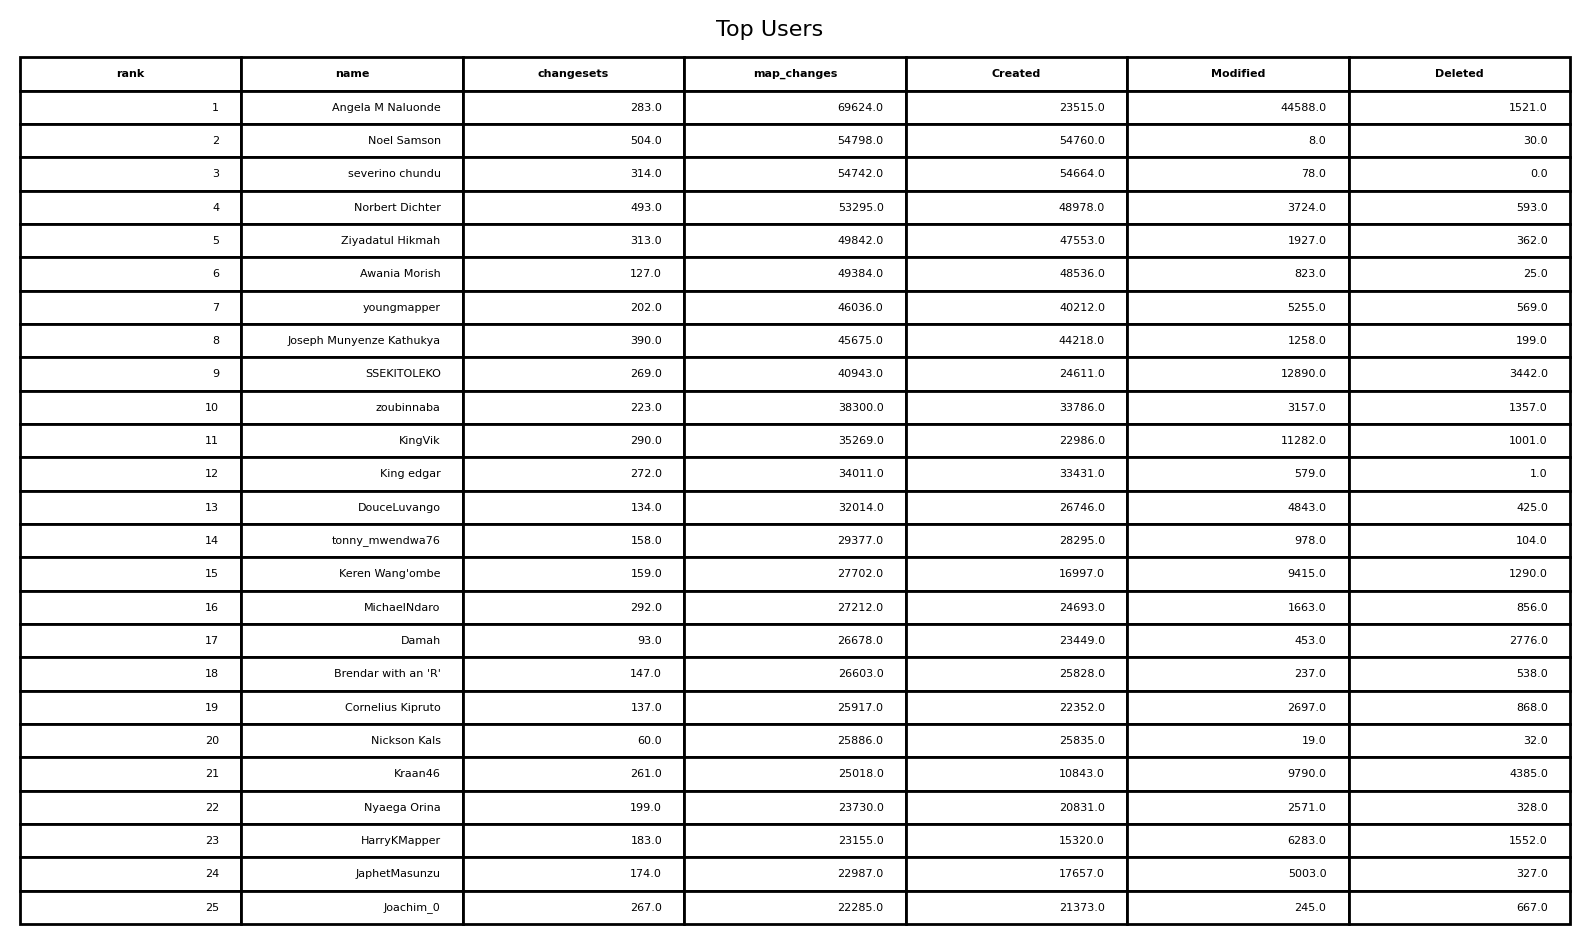 Top Users
rank name changesets map_changes Created Modified Deleted
1 Angela M Naluonde 283.0 69624.0 23515.0 44588.0 1521.0
2 Noel Samson 504.0 54798.0 54760.0 8.0 30.0
3 severino chundu 314.0 54742.0 54664.0 78.0 0.0
4 Norbert Dichter 493.0 53295.0 48978.0 3724.0 593.0
5 Ziyadatul Hikmah 313.0 49842.0 47553.0 1927.0 362.0
6 Awania Morish 127.0 49384.0 48536.0 823.0 25.0
7 youngmapper 202.0 46036.0 40212.0 5255.0 569.0
8 Joseph Munyenze Kathukya 390.0 45675.0 44218.0 1258.0 199.0
9 SSEKITOLEKO 269.0 40943.0 24611.0 12890.0 3442.0
10 zoubinnaba 223.0 38300.0 33786.0 3157.0 1357.0
11 KingVik 290.0 35269.0 22986.0 11282.0 1001.0
12 King edgar 272.0 34011.0 33431.0 579.0 1.0
13 DouceLuvango 134.0 32014.0 26746.0 4843.0 425.0
14 tonny_mwendwa76 158.0 29377.0 28295.0 978.0 104.0
15 Keren Wang'ombe 159.0 27702.0 16997.0 9415.0 1290.0
16 MichaelNdaro 292.0 27212.0 24693.0 1663.0 856.0
17 Damah 93.0 26678.0 23449.0 453.0 2776.0
18 Brendar with an 'R' 147.0 26603.0 25828.0 237.0 538.0
19 Cornelius Kipruto 137.0 25917.0 22352.0 2697.0 868.0
20 Nickson Kals 60.0 25886.0 25835.0 19.0 32.0
21 Kraan46 261.0 25018.0 10843.0 9790.0 4385.0
22 Nyaega Orina 199.0 23730.0 20831.0 2571.0 328.0
23 HarryKMapper 183.0 23155.0 15320.0 6283.0 1552.0
24 JaphetMasunzu 174.0 22987.0 17657.0 5003.0 327.0
25 Joachim_0 267.0 22285.0 21373.0 245.0 667.0